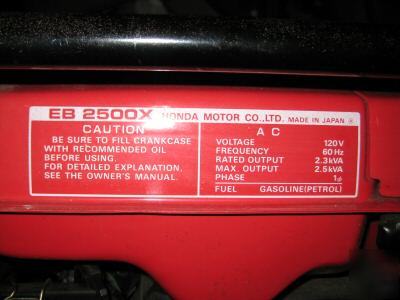 EB 2500X HONDA MOTOR CO.,LTD. MADE IN JAPAN
CAUTION
BE SURE TO FILL CRANKCASE
WITH RECOMMENDED OIL
BEFORE USING.
FOR DETAILED EXPLANATION,
SEE THE OWNER'S MANUAL.
A C
VOLTAGE 120V
FREQUENCY 60Hz
RATED OUTPUT 2.3kVA
MAX. OUTPUT 2.5kVA
PHASE 1ϕ
FUEL GASOLINE(PETROL)